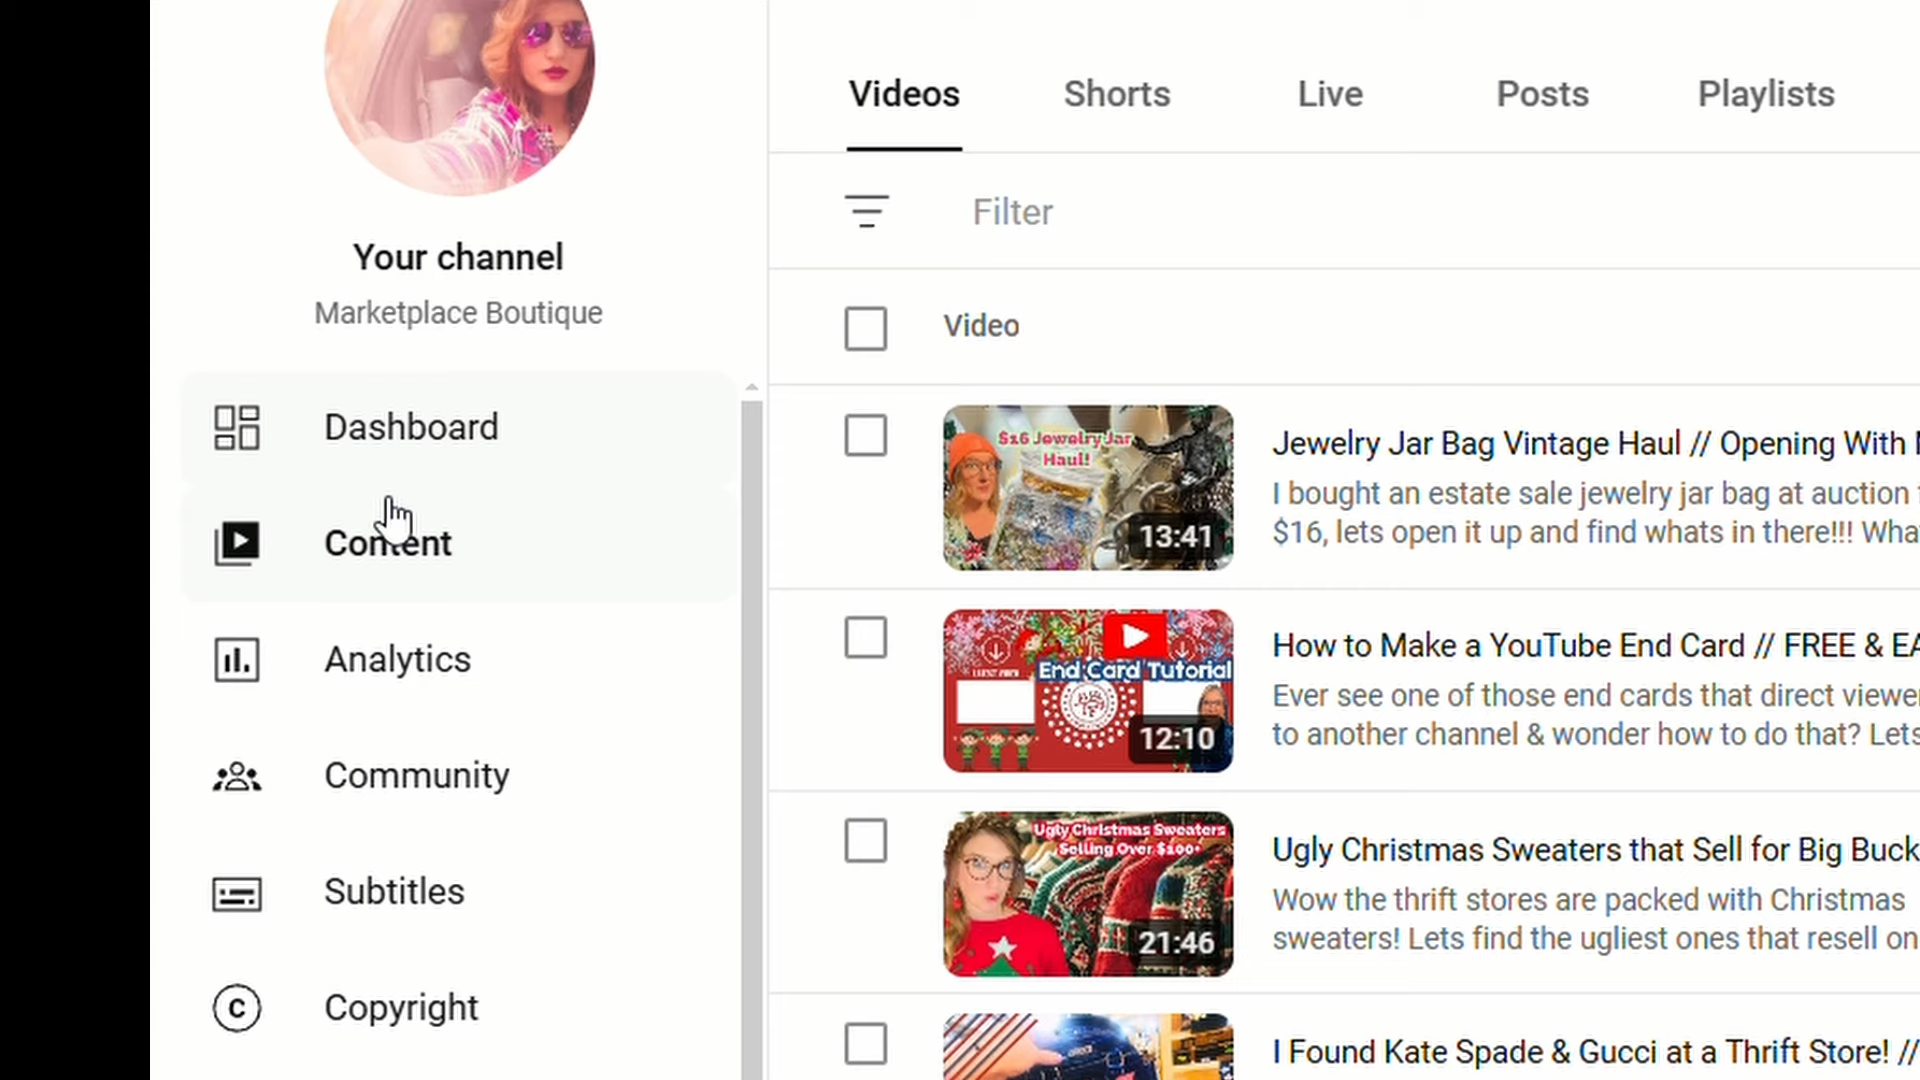 Your channel
Marketplace Boutique
Dashboard
Content
Analytics
Community
Subtitles
Copyright
Videos Shorts Live Posts Playlists
Filter
Video
$16 Jewelry Jar
Haul!
13:41
Jewelry Jar Bag Vintage Haul // Opening With
I bought an estate sale jewelry jar bag at auction
$16, lets open it up and find whats in there!!! Wha
End Card Tutorial
12:10
How to Make a YouTube End Card // FREE & EA
Ever see one of those end cards that direct viewer
to another channel & wonder how to do that? Lets
Ugly Christmas Sweaters
Selling Over $100+
21:46
Ugly Christmas Sweaters that Sell for Big Buck
Wow the thrift stores are packed with Christmas
sweaters! Lets find the ugliest ones that resell on
I Found Kate Spade & Gucci at a Thrift Store! //